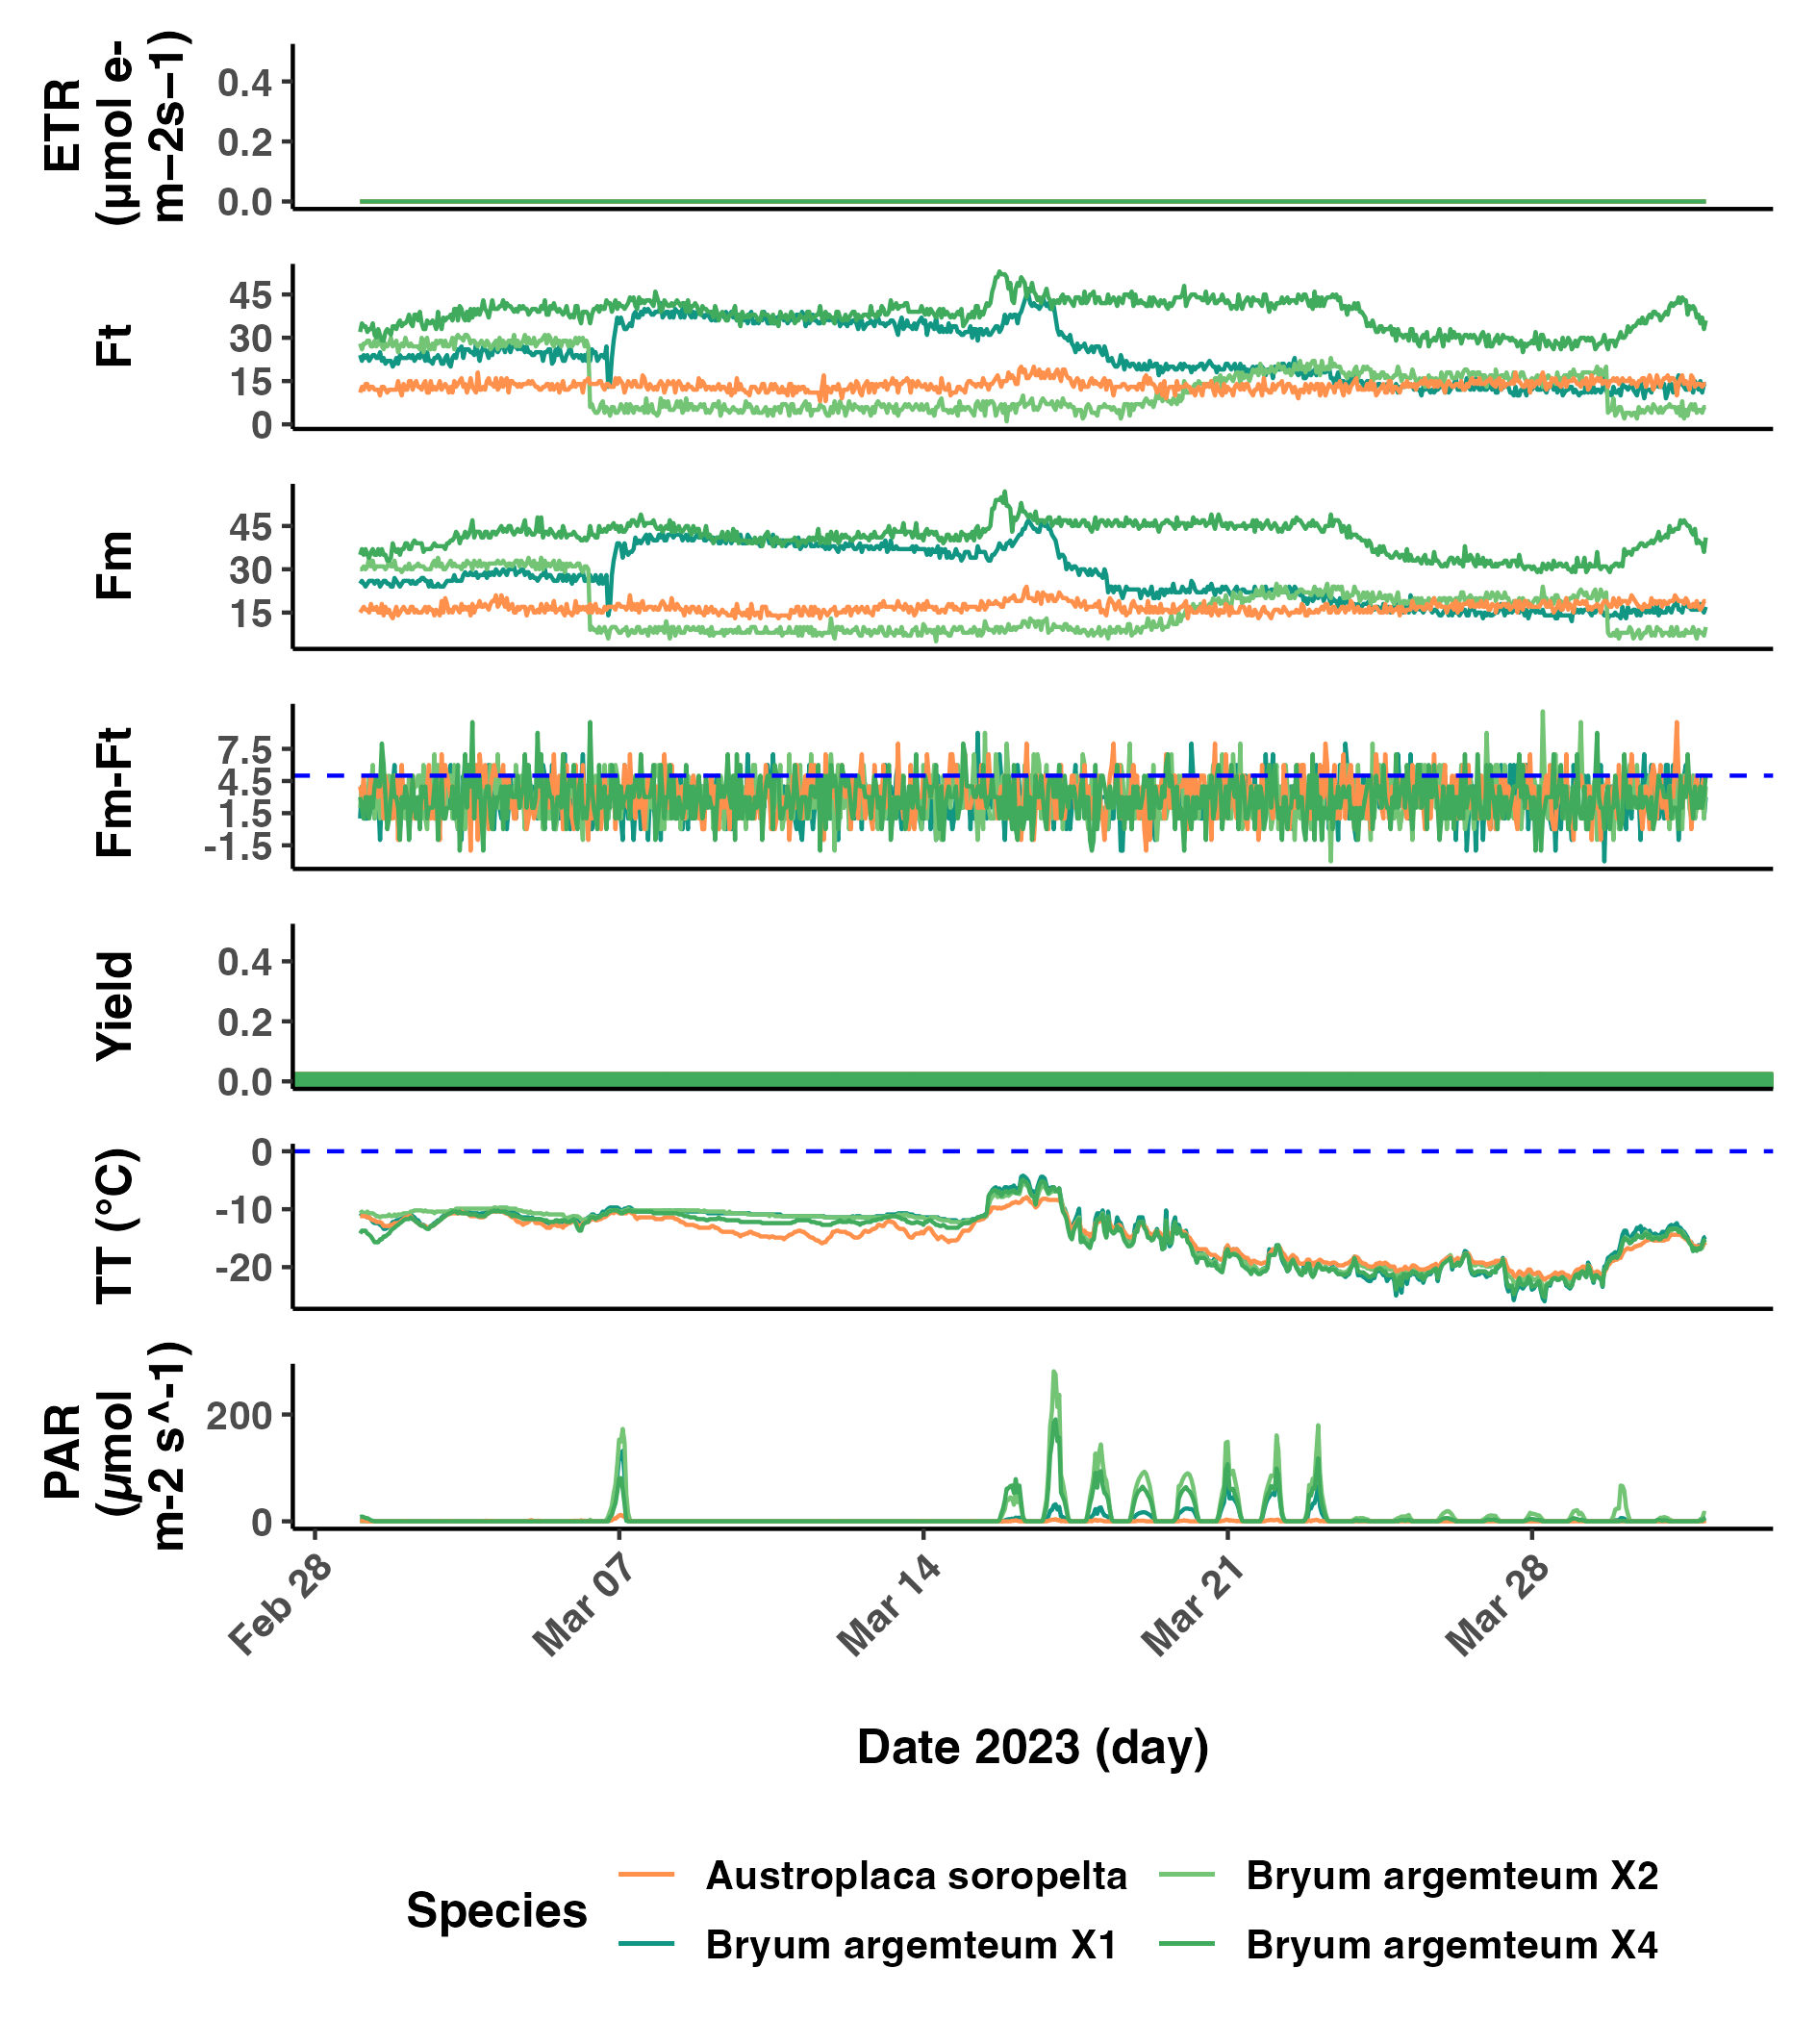 ETR
(µmol e-
m−2s−1)
0.4
0.2
0.0
Ft
45
30
15
0
Fm
45
30
15
Fm-Ft
7.5
4.5
1.5
-1.5
Yield
0.4
0.2
0.0
TT (°C)
0
-10
-20
PAR
(µmol
m-2 s^-1)
200
0
Feb 28
Mar 07
Mar 14
Mar 21
Mar 28
Date 2023 (day)
Species
Austroplaca soropelta
Bryum argemteum X2
Bryum argemteum X1
Bryum argemteum X4